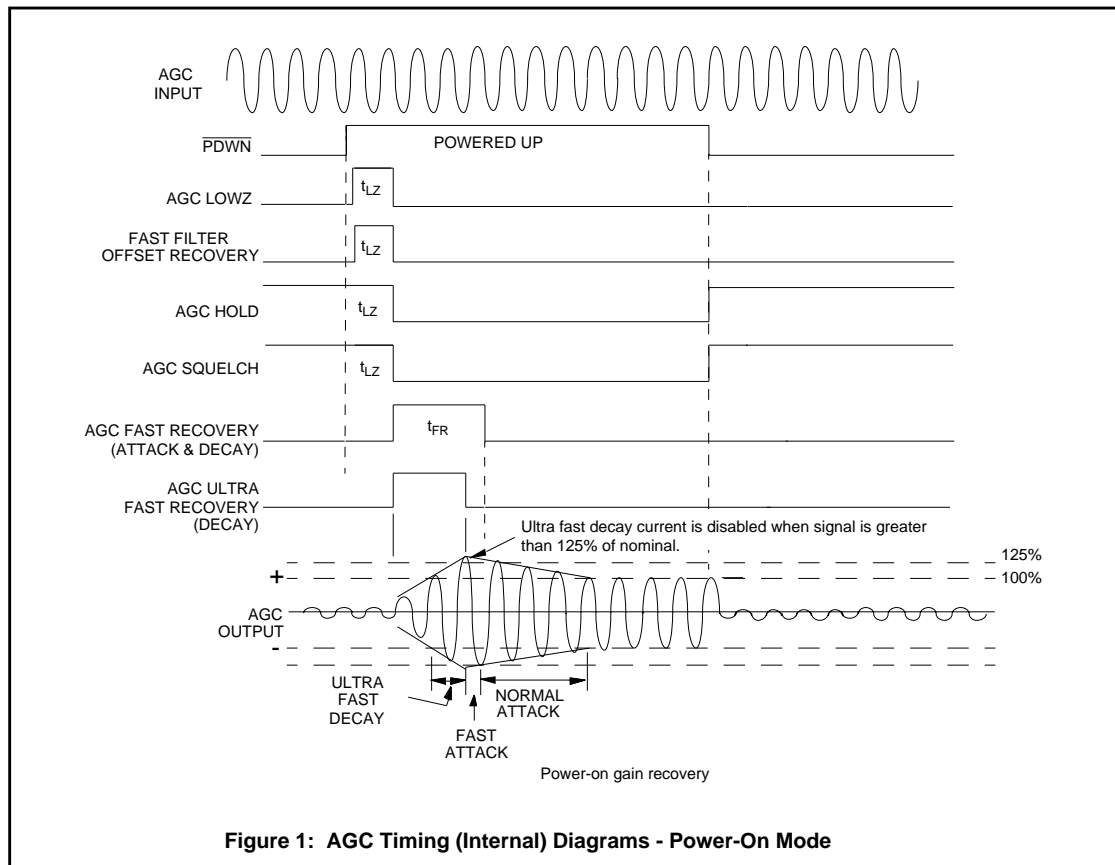 AGC
INPUT
PDWN
POWERED UP
AGC LOWZ
tLZ
FAST FILTER
OFFSET RECOVERY
tLZ
AGC HOLD
tLZ
AGC SQUELCH
tLZ
AGC FAST RECOVERY
(ATTACK & DECAY)
tFR
AGC ULTRA
FAST RECOVERY
(DECAY)
Ultra fast decay current is disabled when signal is greater
than 125% of nominal.
125%
+
100%
AGC
OUTPUT
-
ULTRA
FAST
DECAY
FAST
ATTACK
NORMAL
ATTACK
Power-on gain recovery
Figure 1: AGC Timing (Internal) Diagrams - Power-On Mode